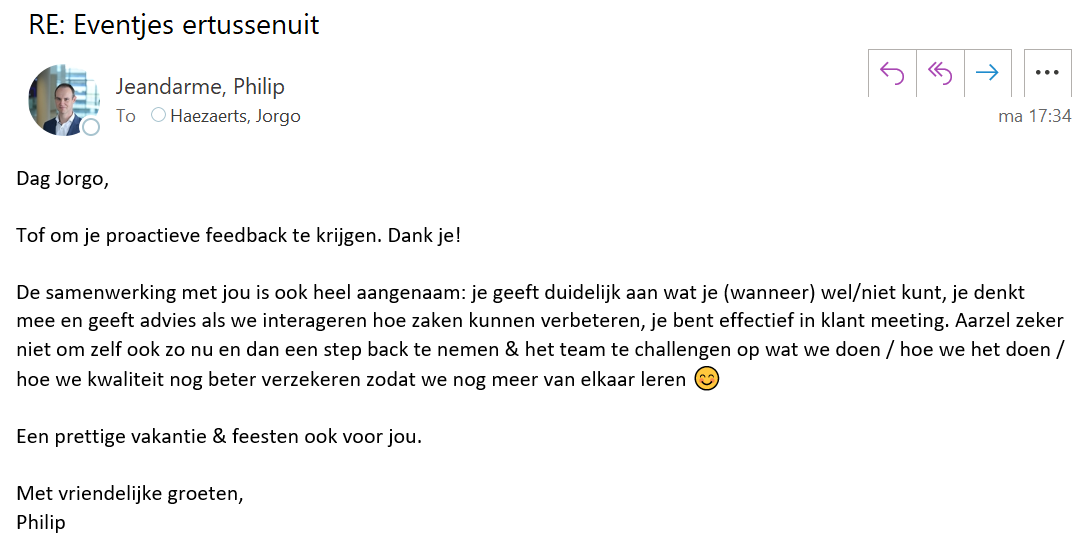 RE: Eventjes ertussenuit
Jeandarme, Philip
To Haezaerts, Jorgo
ma 17:34
Dag Jorgo,
Tof om je proactieve feedback te krijgen. Dank je!
De samenwerking met jou is ook heel aangenaam: je geeft duidelijk aan wat je (wanneer) wel/niet kunt, je denkt
mee en geeft advies als we interageren hoe zaken kunnen verbeteren, je bent effectief in klant meeting. Aarzel zeker
niet om zelf ook zo nu en dan een step back te nemen & het team te challengen op wat we doen / hoe we het doen /
hoe we kwaliteit nog beter verzekeren zodat we nog meer van elkaar leren 😊
Een prettige vakantie & feesten ook voor jou.
Met vriendelijke groeten,
Philip